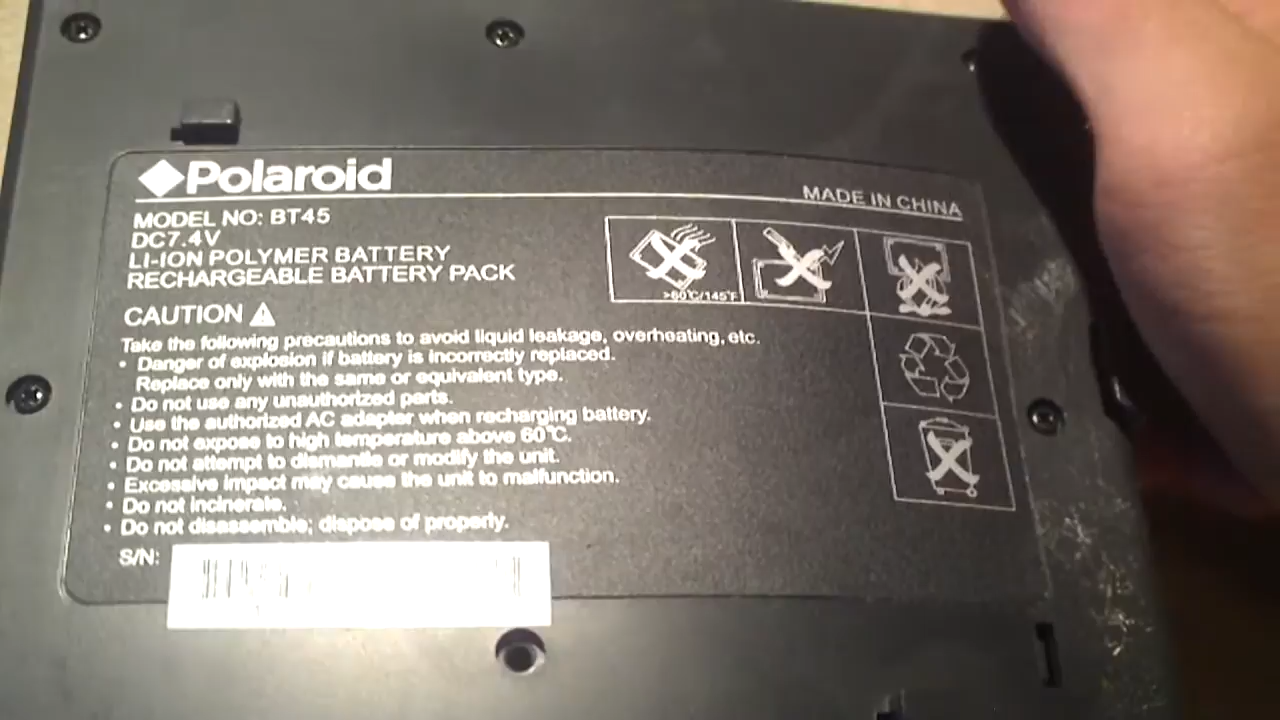 Polaroid
MADE IN CHINA
MODEL NO: BT45
DC7.4V
LI-ION POLYMER BATTERY
RECHARGEABLE BATTERY PACK
>60℃/145℉
CAUTION
Take the following precautions to avoid liquid leakage, overheating, etc.
• Danger of explosion if battery is incorrectly replaced.
Replace only with the same or equivalent type.
• Do not use any unauthorized parts.
• Use the authorized AC adapter when recharging battery.
• Do not expose to high temperature above 60℃.
• Do not attempt to dismantle or modify the unit.
• Excessive impact may cause the unit to malfunction.
• Do not incinerate.
• Do not disassemble; dispose of properly.
S/N: